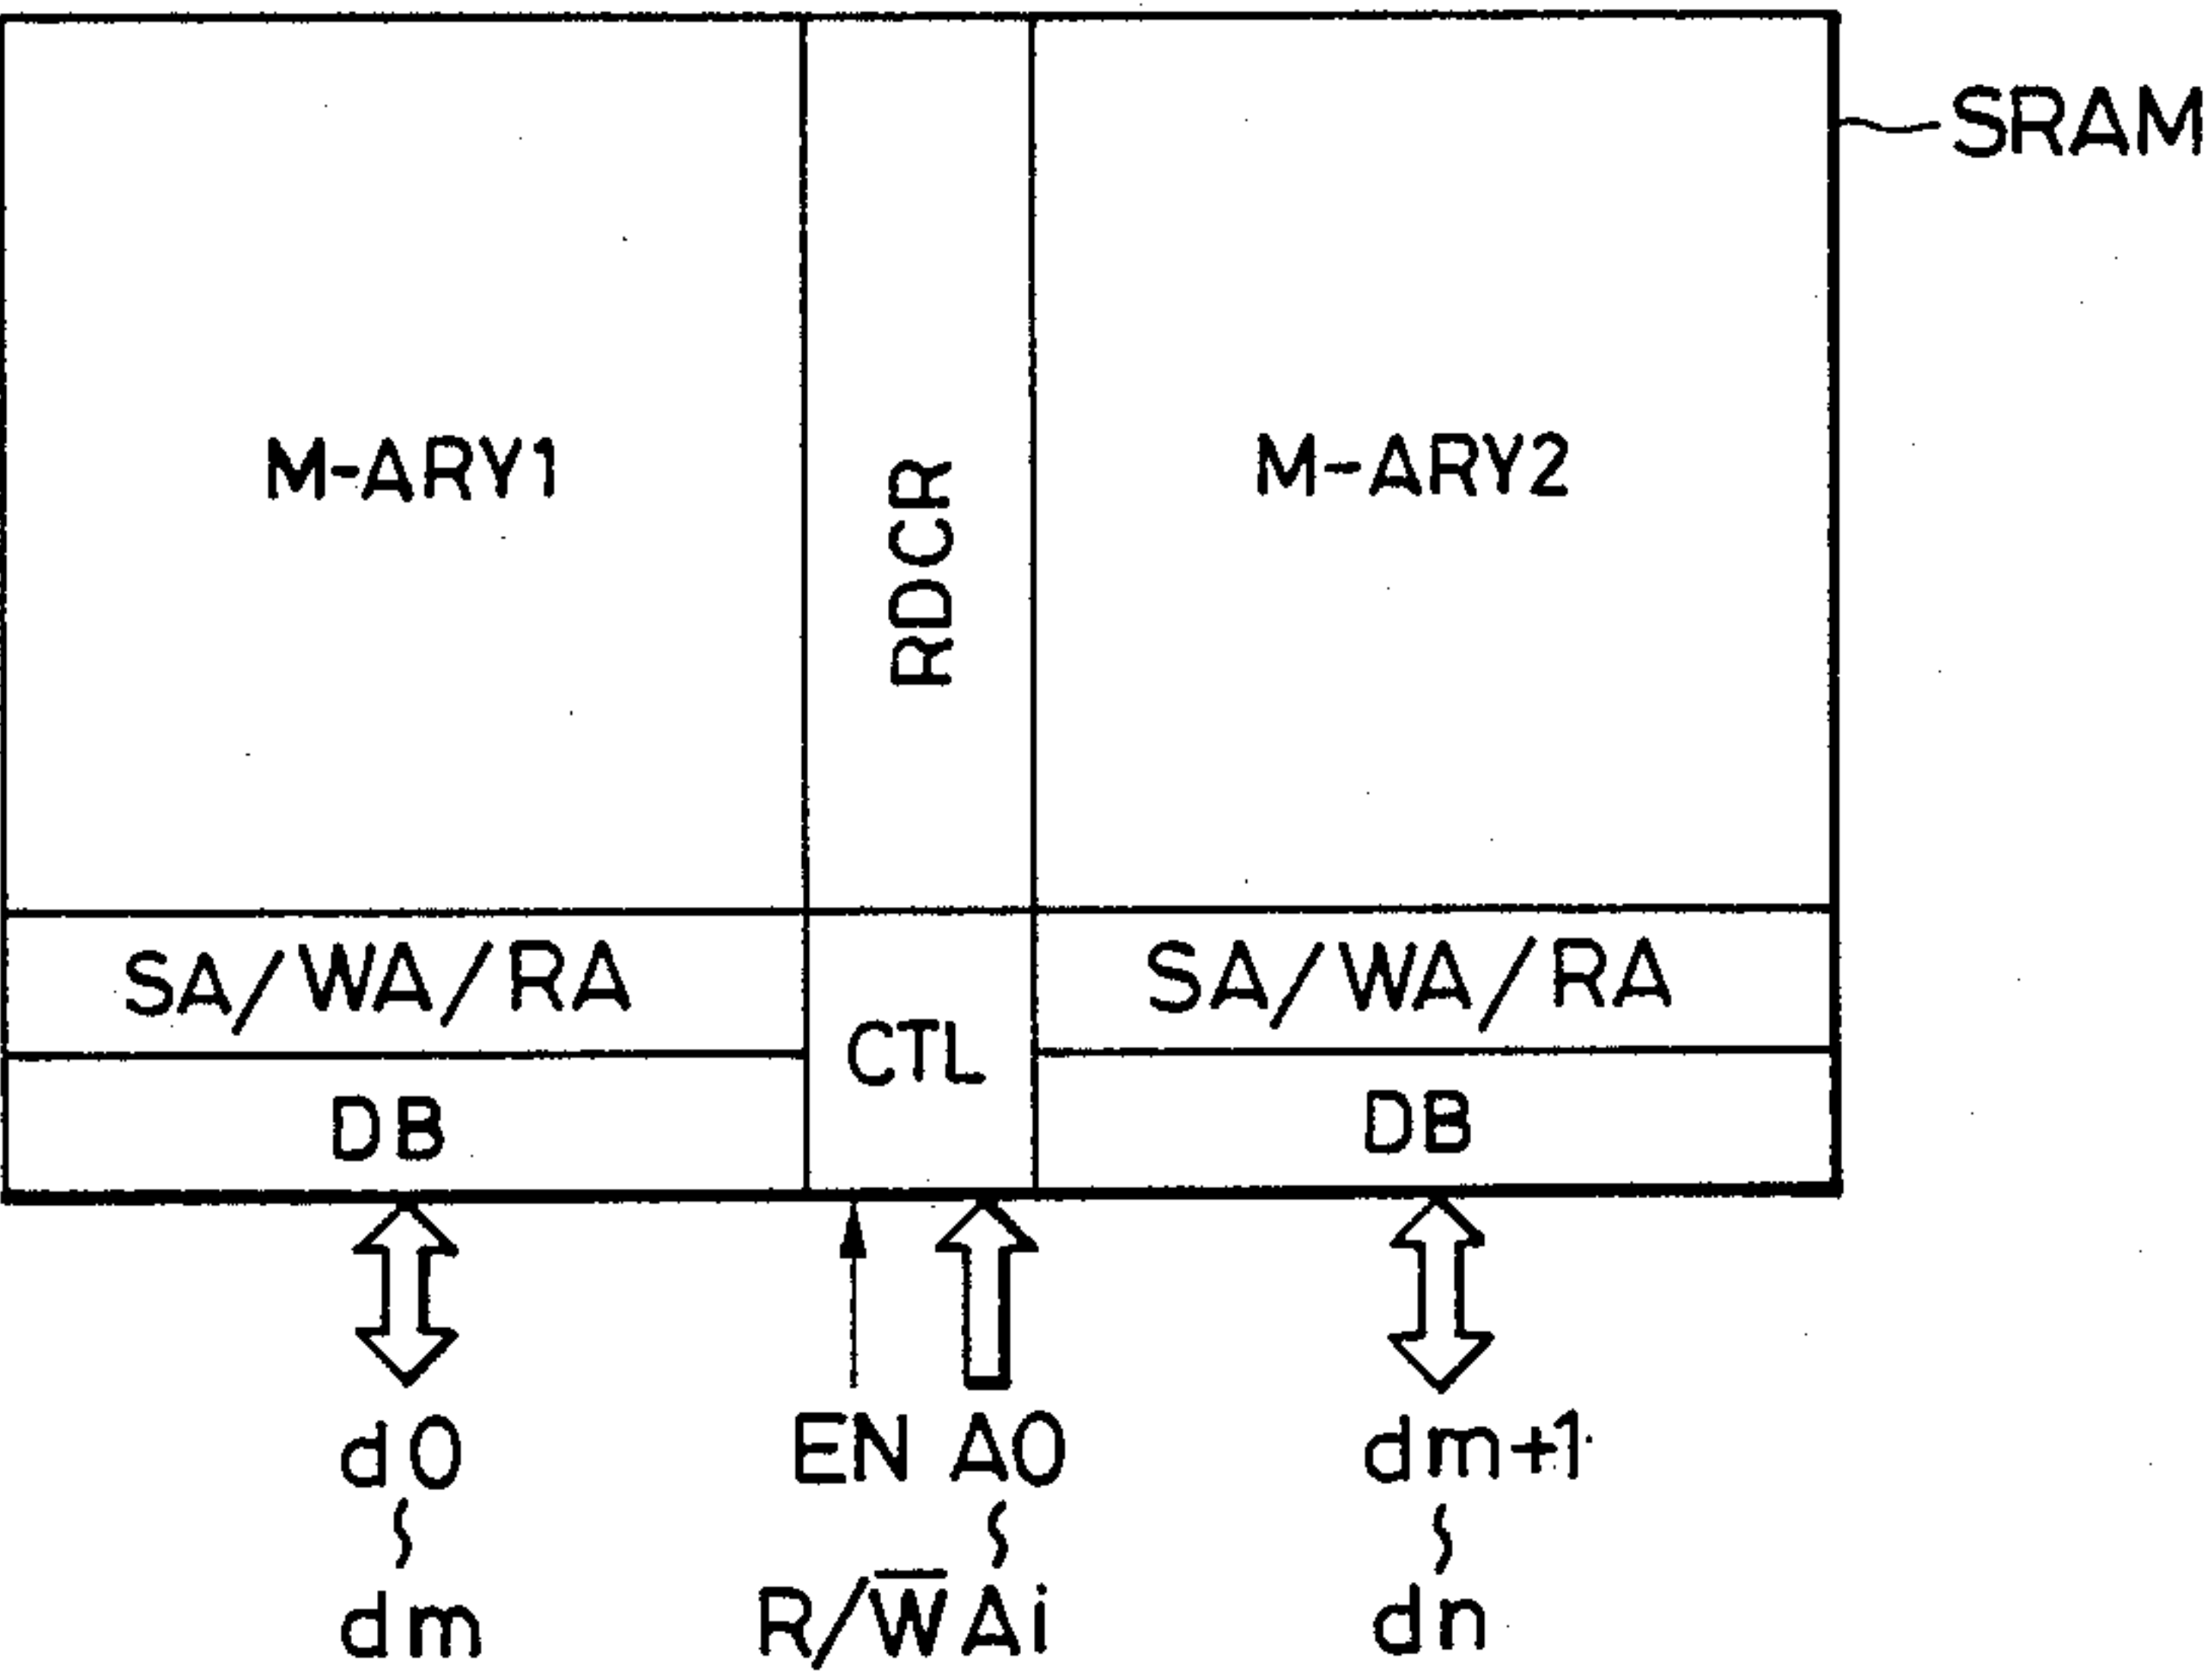 SRAM
M-ARY1
RDCR
M-ARY2
SA/WA/RA
CTL
SA/WA/RA
DB
DB
d0
EN A0
dm+1
~
~
~
dm
R/W̅ Ai
dn